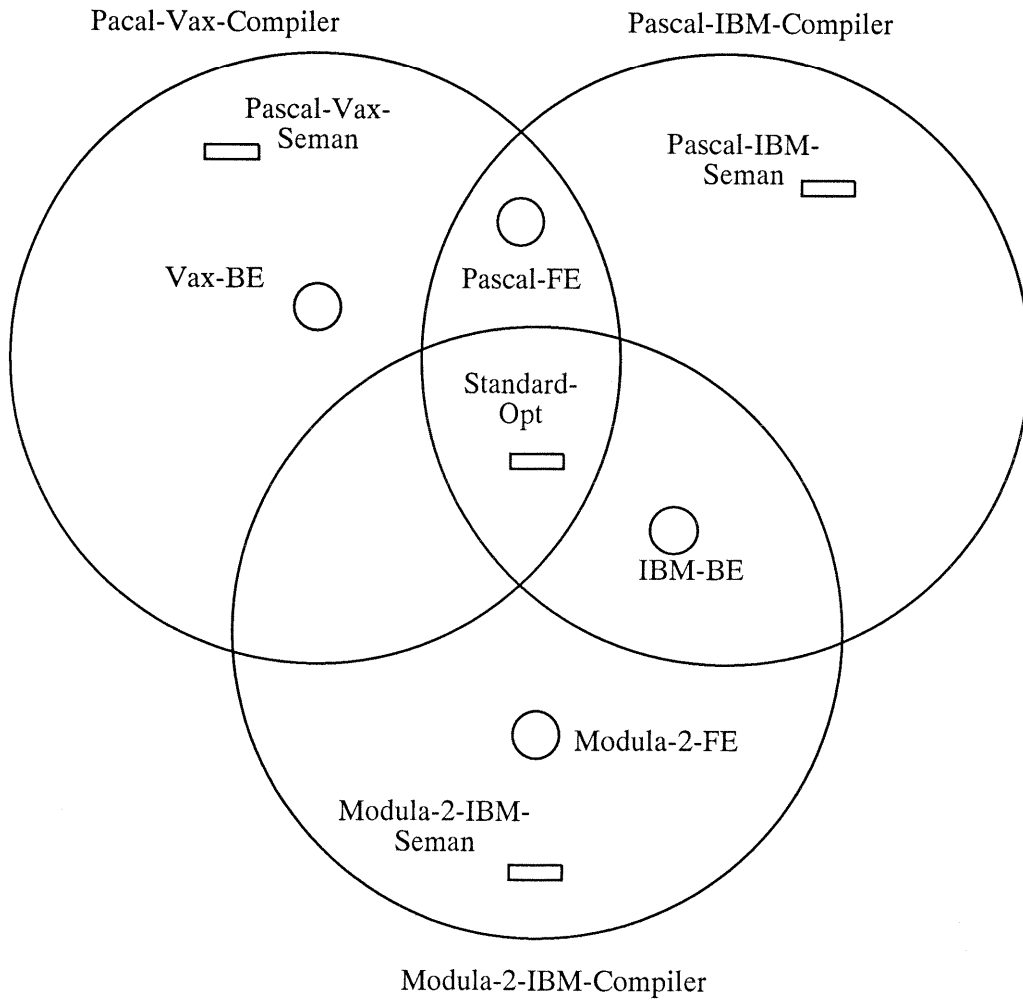 Pacal-Vax-Compiler
Pascal-IBM-Compiler
Pascal-Vax-
Seman
Pascal-IBM-
Seman
Vax-BE
Pascal-FE
Standard-
Opt
IBM-BE
Modula-2-FE
Modula-2-IBM-
Seman
Modula-2-IBM-Compiler